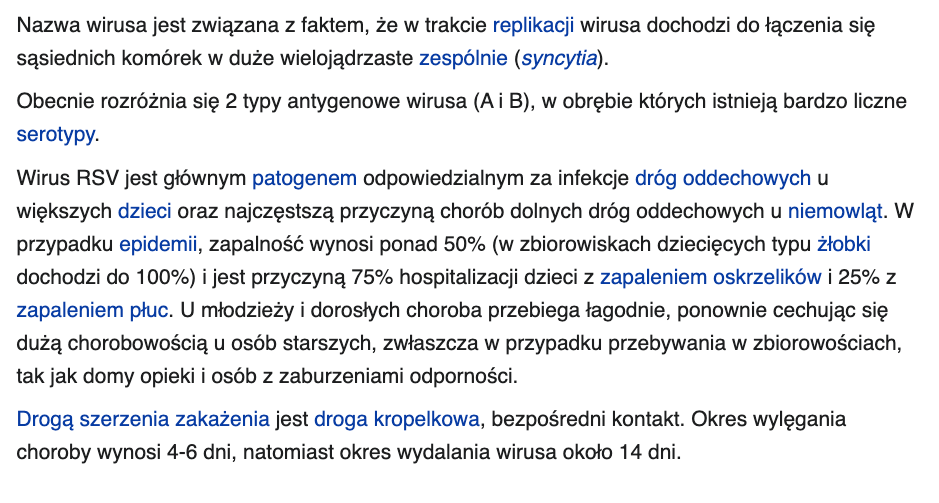 Nazwa wirusa jest związana z faktem, że w trakcie replikacji wirusa dochodzi do łączenia się
sąsiednich komórek w duże wielojądrzaste zespólnie (syncytia).
Obecnie rozróżnia się 2 typy antygenowe wirusa (A i B), w obrębie których istnieją bardzo liczne
serotypy.
Wirus RSV jest głównym patogenem odpowiedzialnym za infekcje dróg oddechowych u
większych dzieci oraz najczęstszą przyczyną chorób dolnych dróg oddechowych u niemowląt. W
przypadku epidemii, zapalność wynosi ponad 50% (w zbiorowiskach dziecięcych typu żłobki
dochodzi do 100%) i jest przyczyną 75% hospitalizacji dzieci z zapaleniem oskrzelików i 25% z
zapaleniem płuc. U młodzieży i dorosłych choroba przebiega łagodnie, ponownie cechując się
dużą chorobowością u osób starszych, zwłaszcza w przypadku przebywania w zbiorowościach,
tak jak domy opieki i osób z zaburzeniami odporności.
Drogą szerzenia zakażenia jest droga kropelkowa, bezpośredni kontakt. Okres wylęgania
choroby wynosi 4-6 dni, natomiast okres wydalania wirusa około 14 dni.